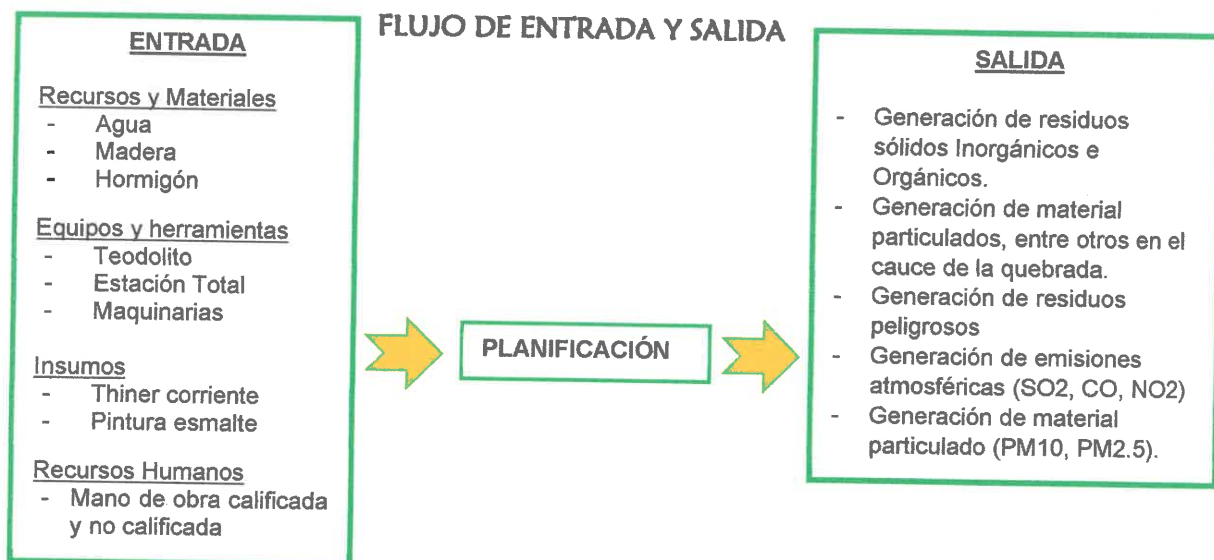 FLUJO DE ENTRADA Y SALIDA
ENTRADA
Recursos y Materiales
- Agua
- Madera
- Hormigón
Equipos y herramientas
- Teodolito
- Estación Total
- Maquinarias
Insumos
- Thiner corriente
- Pintura esmalte
Recursos Humanos
- Mano de obra calificada
y no calificada
PLANIFICACIÓN
SALIDA
- Generación de residuos
sólidos Inorgánicos e
Orgánicos.
- Generación de material
particulados, entre otros en el
cauce de la quebrada.
- Generación de residuos
peligrosos
- Generación de emisiones
atmosféricas (SO2, CO, NO2)
- Generación de material
particulado (PM10, PM2.5).